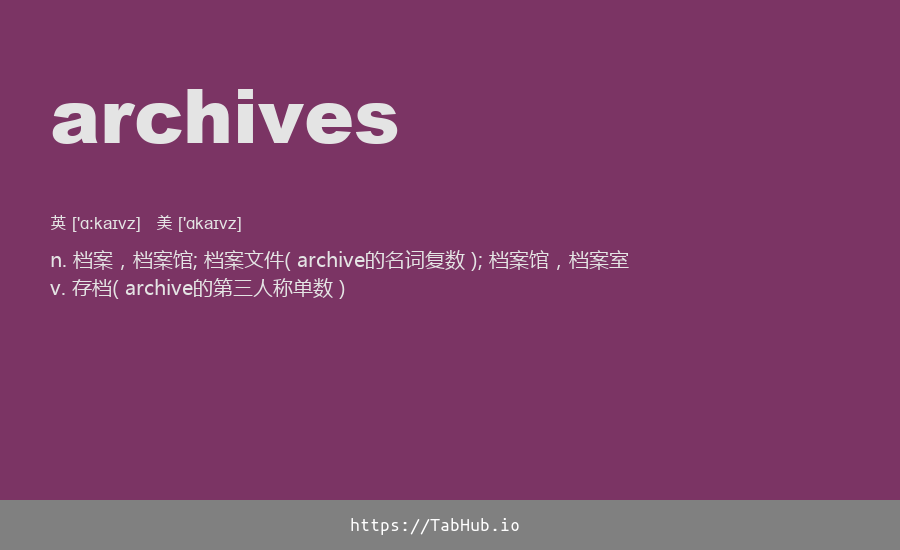 archives
英 ['ɑ:kaɪvz] 美 ['ɑkaɪvz]
n. 档案，档案馆; 档案文件( archive的名词复数 ); 档案馆，档案室
v. 存档( archive的第三人称单数 )
https://TabHub.io